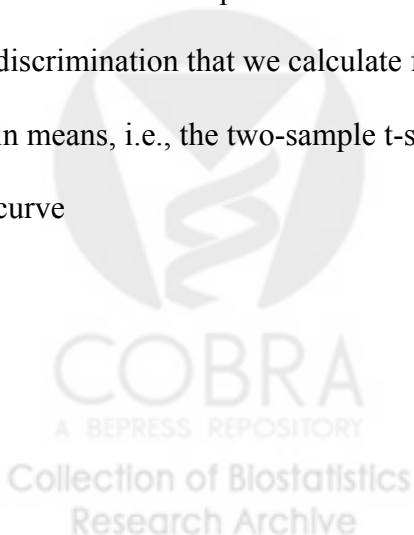 discrimination that we calculate
in means, i.e., the two-sample
curve
COBRA
A BEPRESS REPOSITORY
Collection of Biostatistics
Research Archive